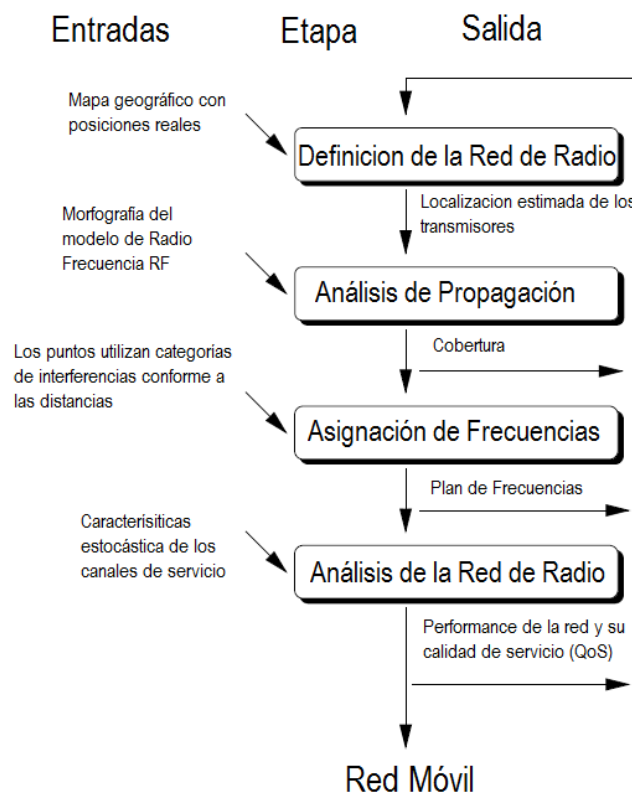 Entradas
Etapa
Salida
Mapa geográfico con
posiciones reales
Definicion de la Red de Radio
Localizacion estimada de los
transmisores
Morfografía del
modelo de Radio
Frecuencia RF
Análisis de Propagación
Cobertura
Los puntos utilizan categorías
de interferencias conforme a
las distancias
Asignación de Frecuencias
Plan de Frecuencias
Caracterisiticas
estocástica de los
canales de servicio
Análisis de la Red de Radio
Performance de la red y su
calidad de servicio (QoS)
Red Móvil